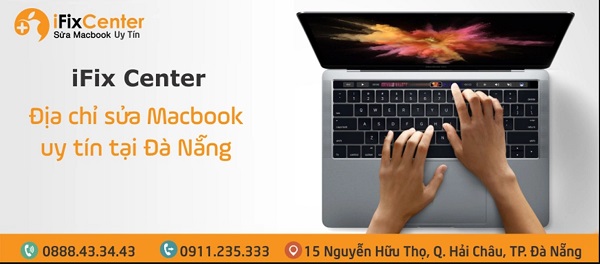 iFixCenter
Sửa Macbook Uy Tín
iFix Center
Địa chỉ sửa Macbook
uy tín tại Đà Nẵng
0888.43.34.43 0911.235.333 15 Nguyễn Hữu Thọ, Q. Hải Châu, TP. Đà Nẵng